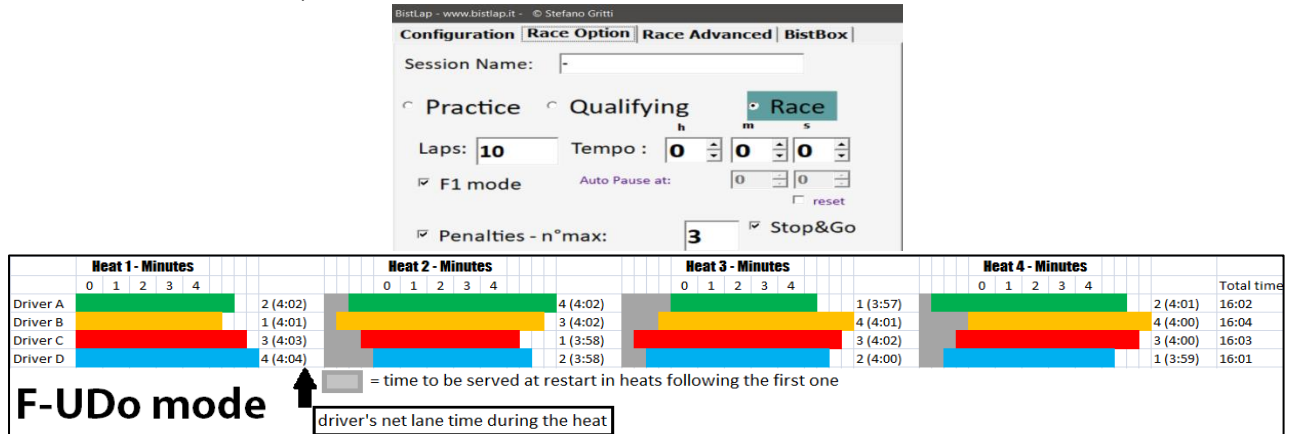 BistLap - www.bistlap.it - © Stefano Gritti
Configuration Race Option Race Advanced BistBox
Session Name: -
Practice Qualifying Race
h m s
Laps: 10 Tempo : 0 0 0
F1 mode Auto Pause at: 0 0
reset
Penalties - n°max: 3 Stop&Go
Heat 1 - Minutes Heat 2 - Minutes Heat 3 - Minutes Heat 4 - Minutes
0 1 2 3 4 0 1 2 3 4 0 1 2 3 4 0 1 2 3 4 Total time
Driver A 2 (4:02) 4 (4:02) 1 (3:57) 2 (4:01) 16:02
Driver B 1 (4:01) 3 (4:02) 4 (4:01) 4 (4:00) 16:04
Driver C 3 (4:03) 1 (3:58) 3 (4:02) 3 (4:00) 16:03
Driver D 4 (4:04) 2 (3:58) 2 (4:00) 1 (3:59) 16:01
= time to be served at restart in heats following the first one
F-UDo mode
driver's net lane time during the heat